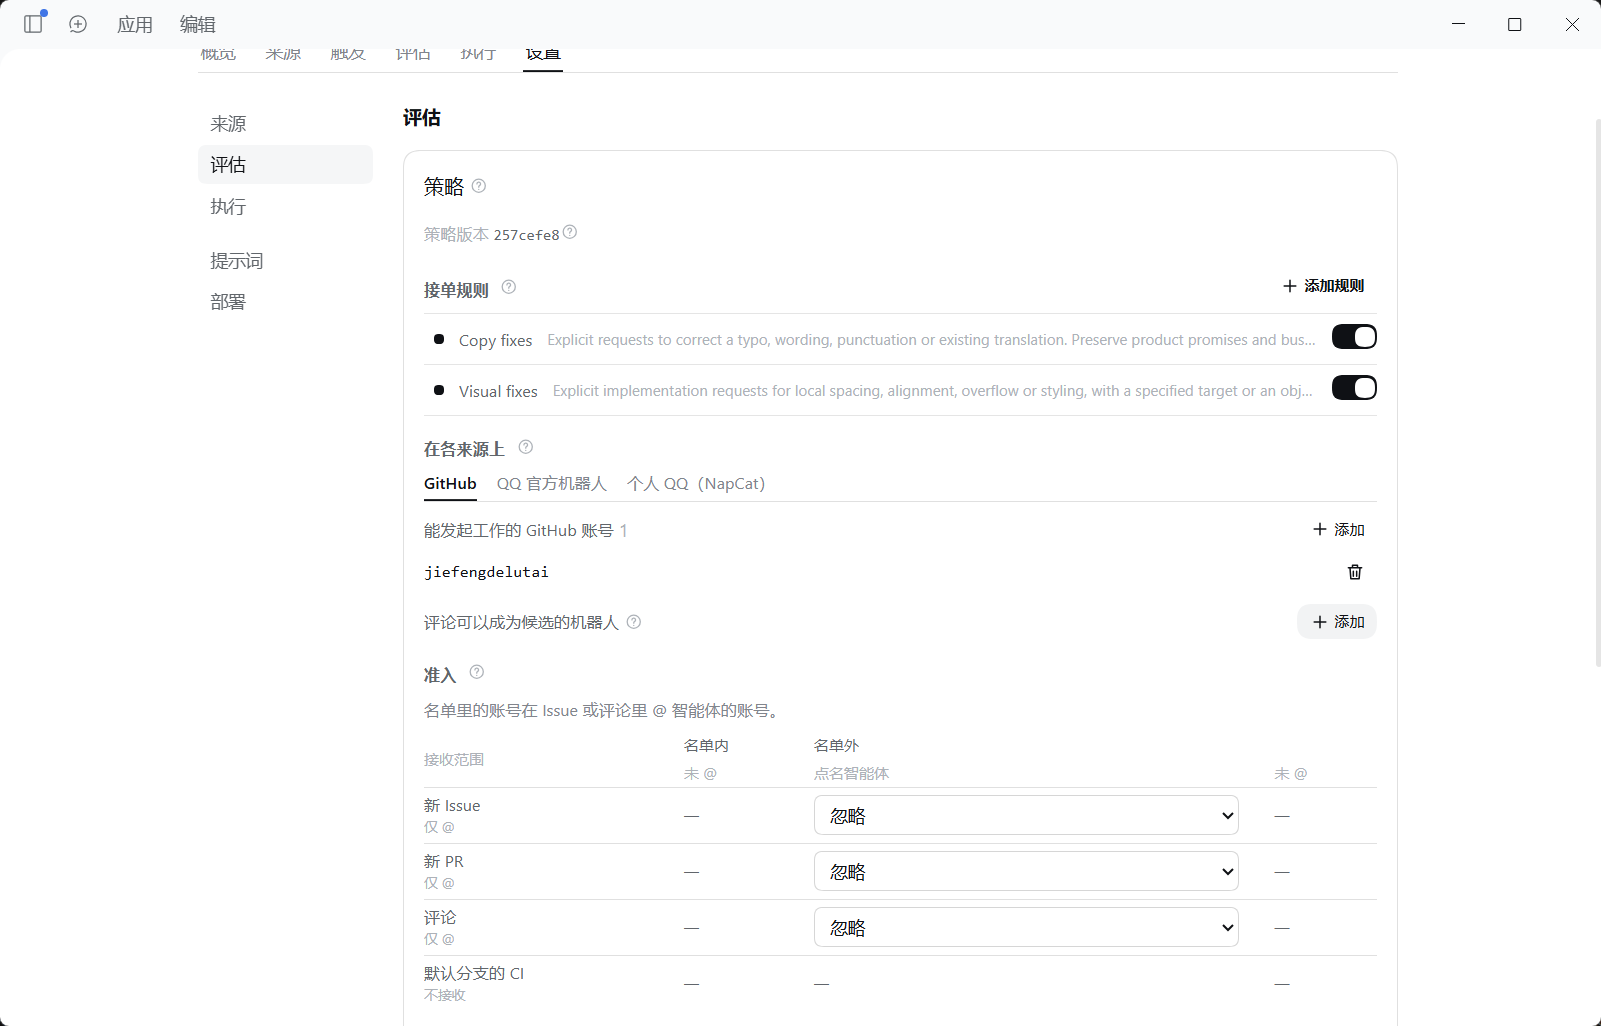 应用 编辑
概览 来源 触发 评估 执行 设置
来源
评估
执行
提示词
部署
评估
策略
策略版本 257cefe8
接单规则
添加规则
Copy fixes Explicit requests to correct a typo, wording, punctuation or existing translation. Preserve product promises and bus...
Visual fixes Explicit implementation requests for local spacing, alignment, overflow or styling, with a specified target or an obj...
在各来源上
GitHub QQ 官方机器人 个人 QQ（NapCat）
能发起工作的 GitHub 账号 1
添加
jiefengdelutai
评论可以成为候选的机器人
添加
准入
名单里的账号在 Issue 或评论里 @ 智能体的账号。
接收范围 名单内 名单外
未 @ 点名智能体 未 @
新 Issue
仅 @
— 忽略 —
新 PR
仅 @
— 忽略 —
评论
仅 @
— 忽略 —
默认分支的 CI
不接收
— — —